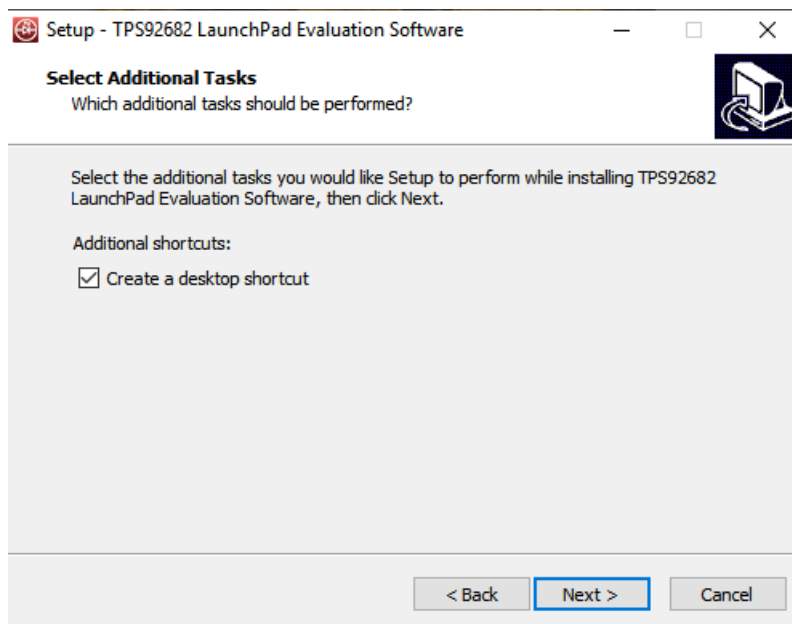 Setup - TPS92682 LaunchPad Evaluation Software
Select Additional Tasks
Which additional tasks should be performed?
Select the additional tasks you would like Setup to perform while installing TPS92682
LaunchPad Evaluation Software, then click Next.
Additional shortcuts:
Create a desktop shortcut
< Back Next > Cancel